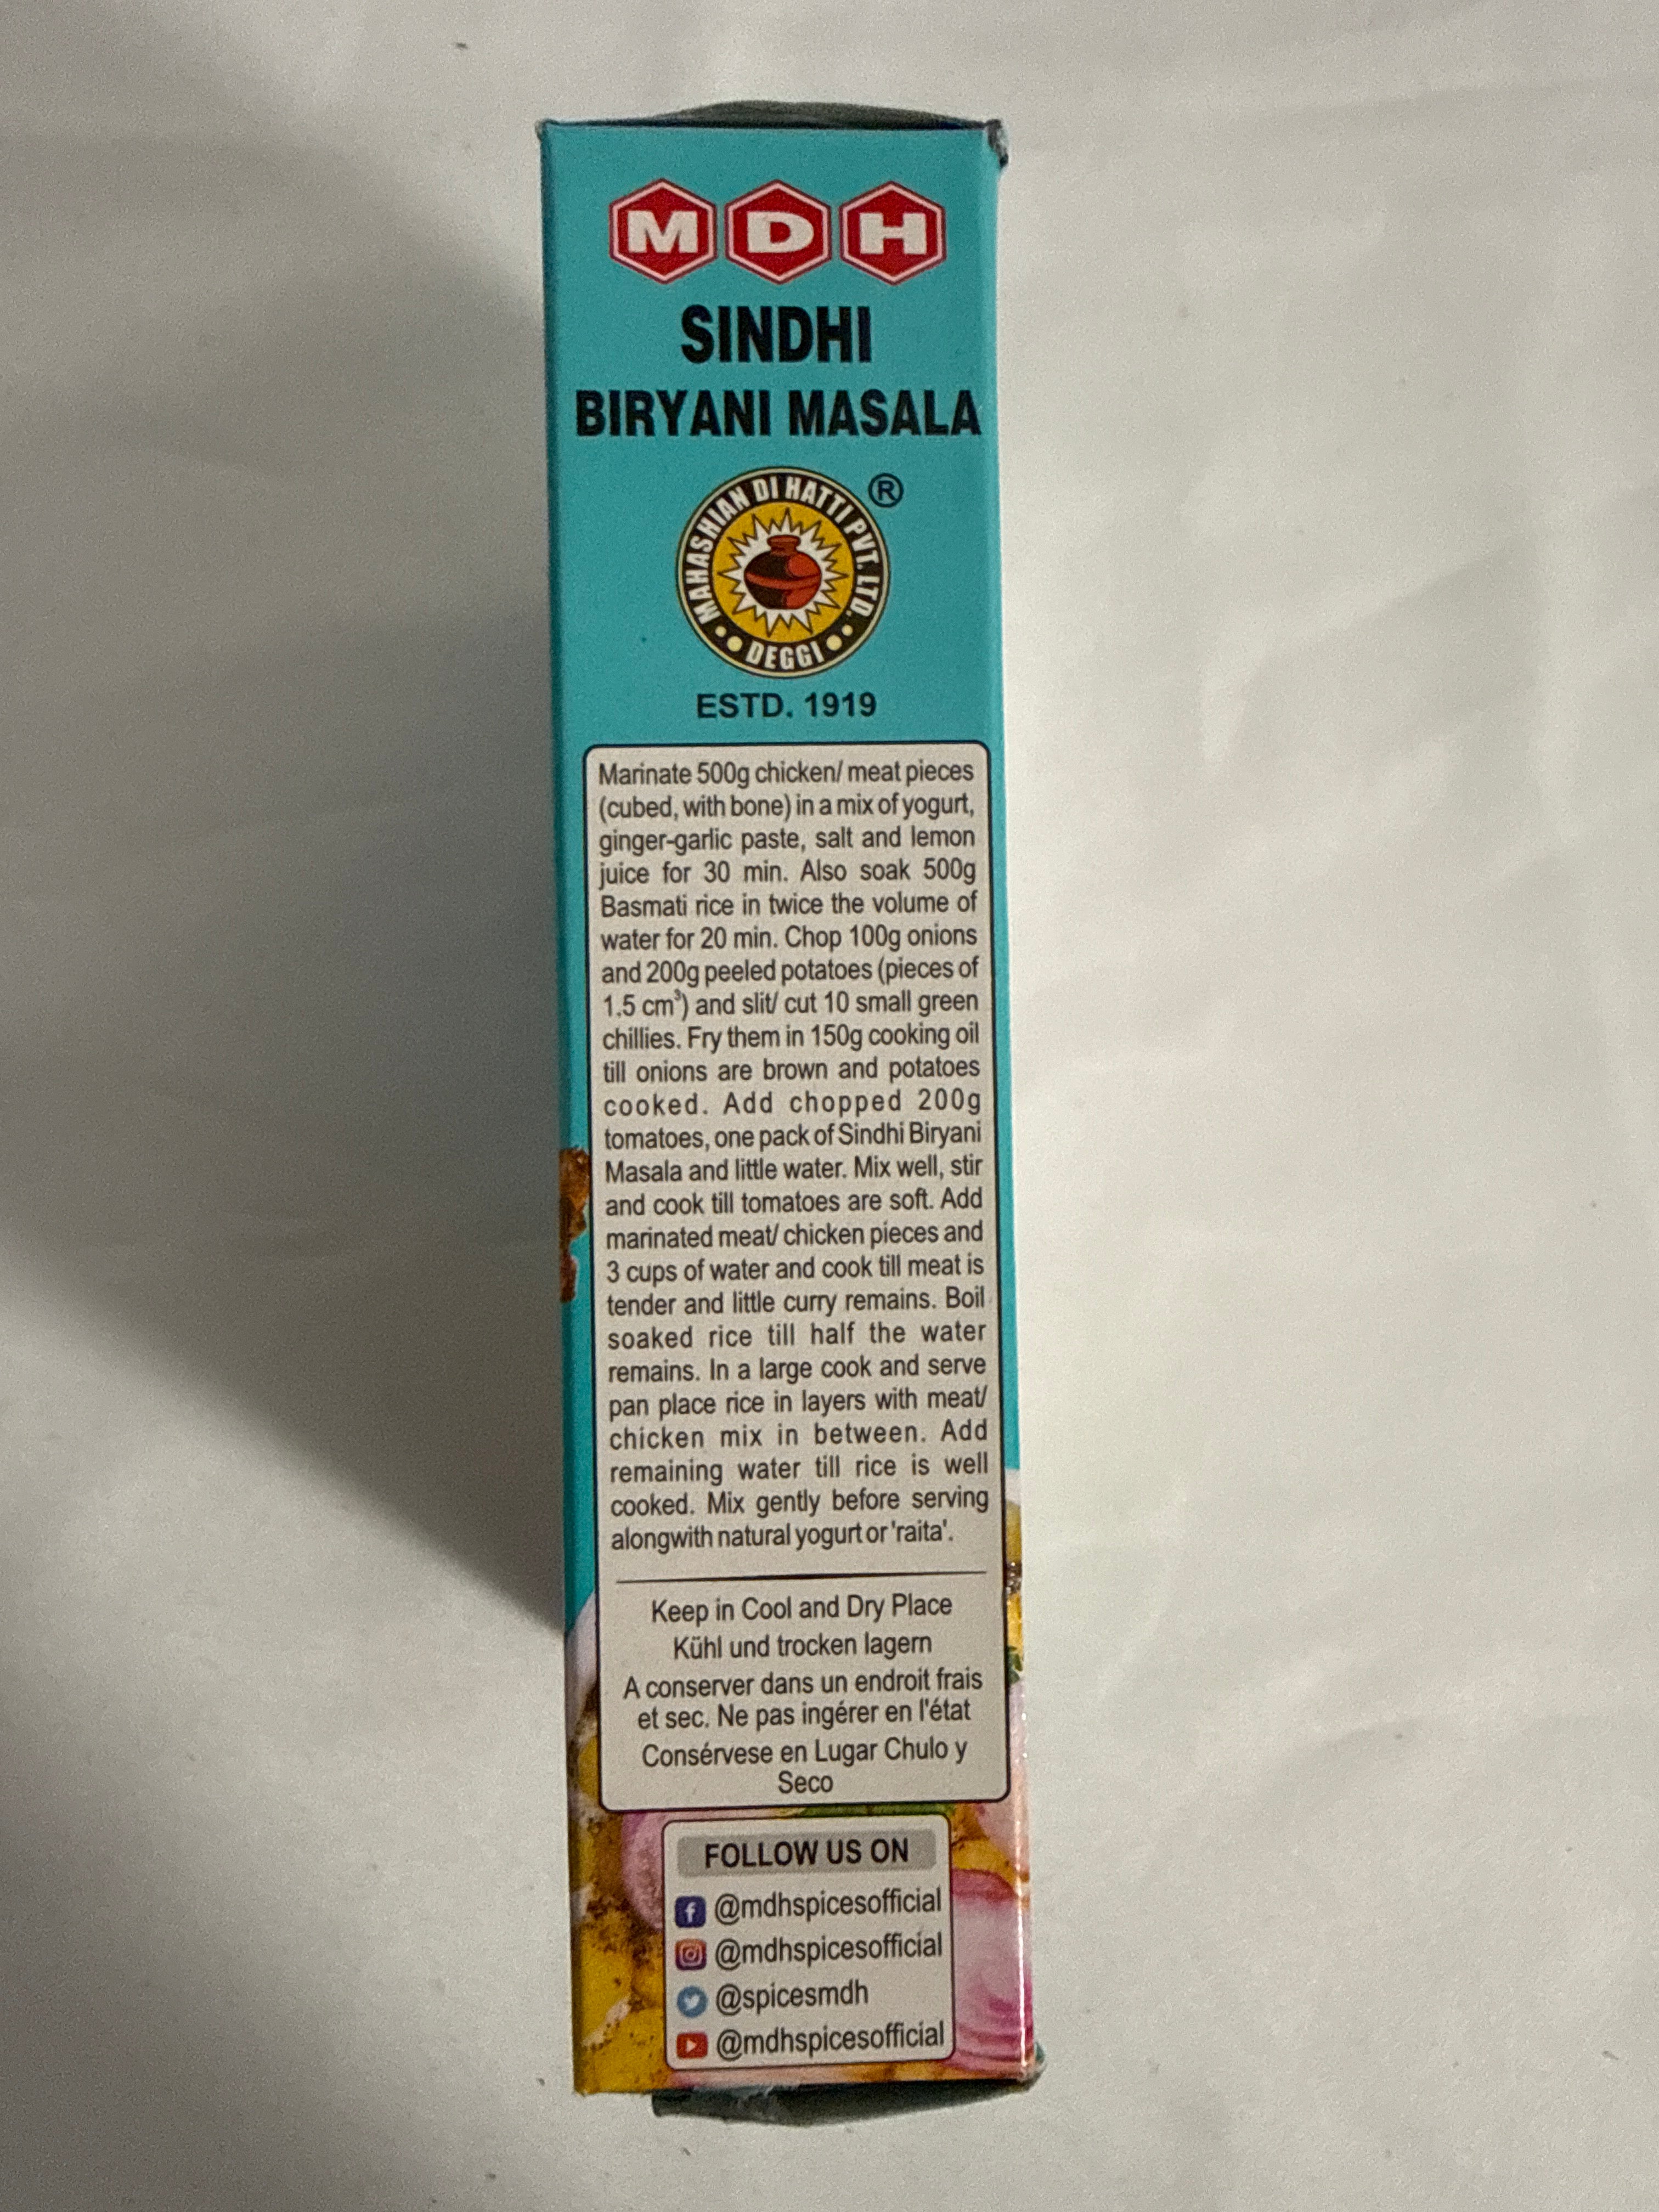 MDH
SINDHI
BIRYANI MASALA
MAHASHIAN DI HATTI PVT. LTD.
®
DEGGI
ESTD. 1919
Marinate 500g chicken/ meat pieces
(cubed, with bone) in a mix of yogurt,
ginger-garlic paste, salt and lemon
juice for 30 min. Also soak 500g
Basmati rice in twice the volume of
water for 20 min. Chop 100g onions
and 200g peeled potatoes (pieces of
1.5 cm³) and slit/ cut 10 small green
chillies. Fry them in 150g cooking oil
till onions are brown and potatoes
cooked. Add chopped 200g
tomatoes, one pack of Sindhi Biryani
Masala and little water. Mix well, stir
and cook till tomatoes are soft. Add
marinated meat/ chicken pieces and
3 cups of water and cook till meat is
tender and little curry remains. Boil
soaked rice till half the water
remains. In a large cook and serve
pan place rice in layers with meat/
chicken mix in between. Add
remaining water till rice is well
cooked. Mix gently before serving
alongwith natural yogurt or 'raita'.
Keep in Cool and Dry Place
Kühl und trocken lagern
A conserver dans un endroit frais
et sec. Ne pas ingérer en l'état
Consérvese en Lugar Chulo y
Seco
FOLLOW US ON
@mdhspicesofficial
@mdhspicesofficial
@spicesmdh
@mdhspicesofficial